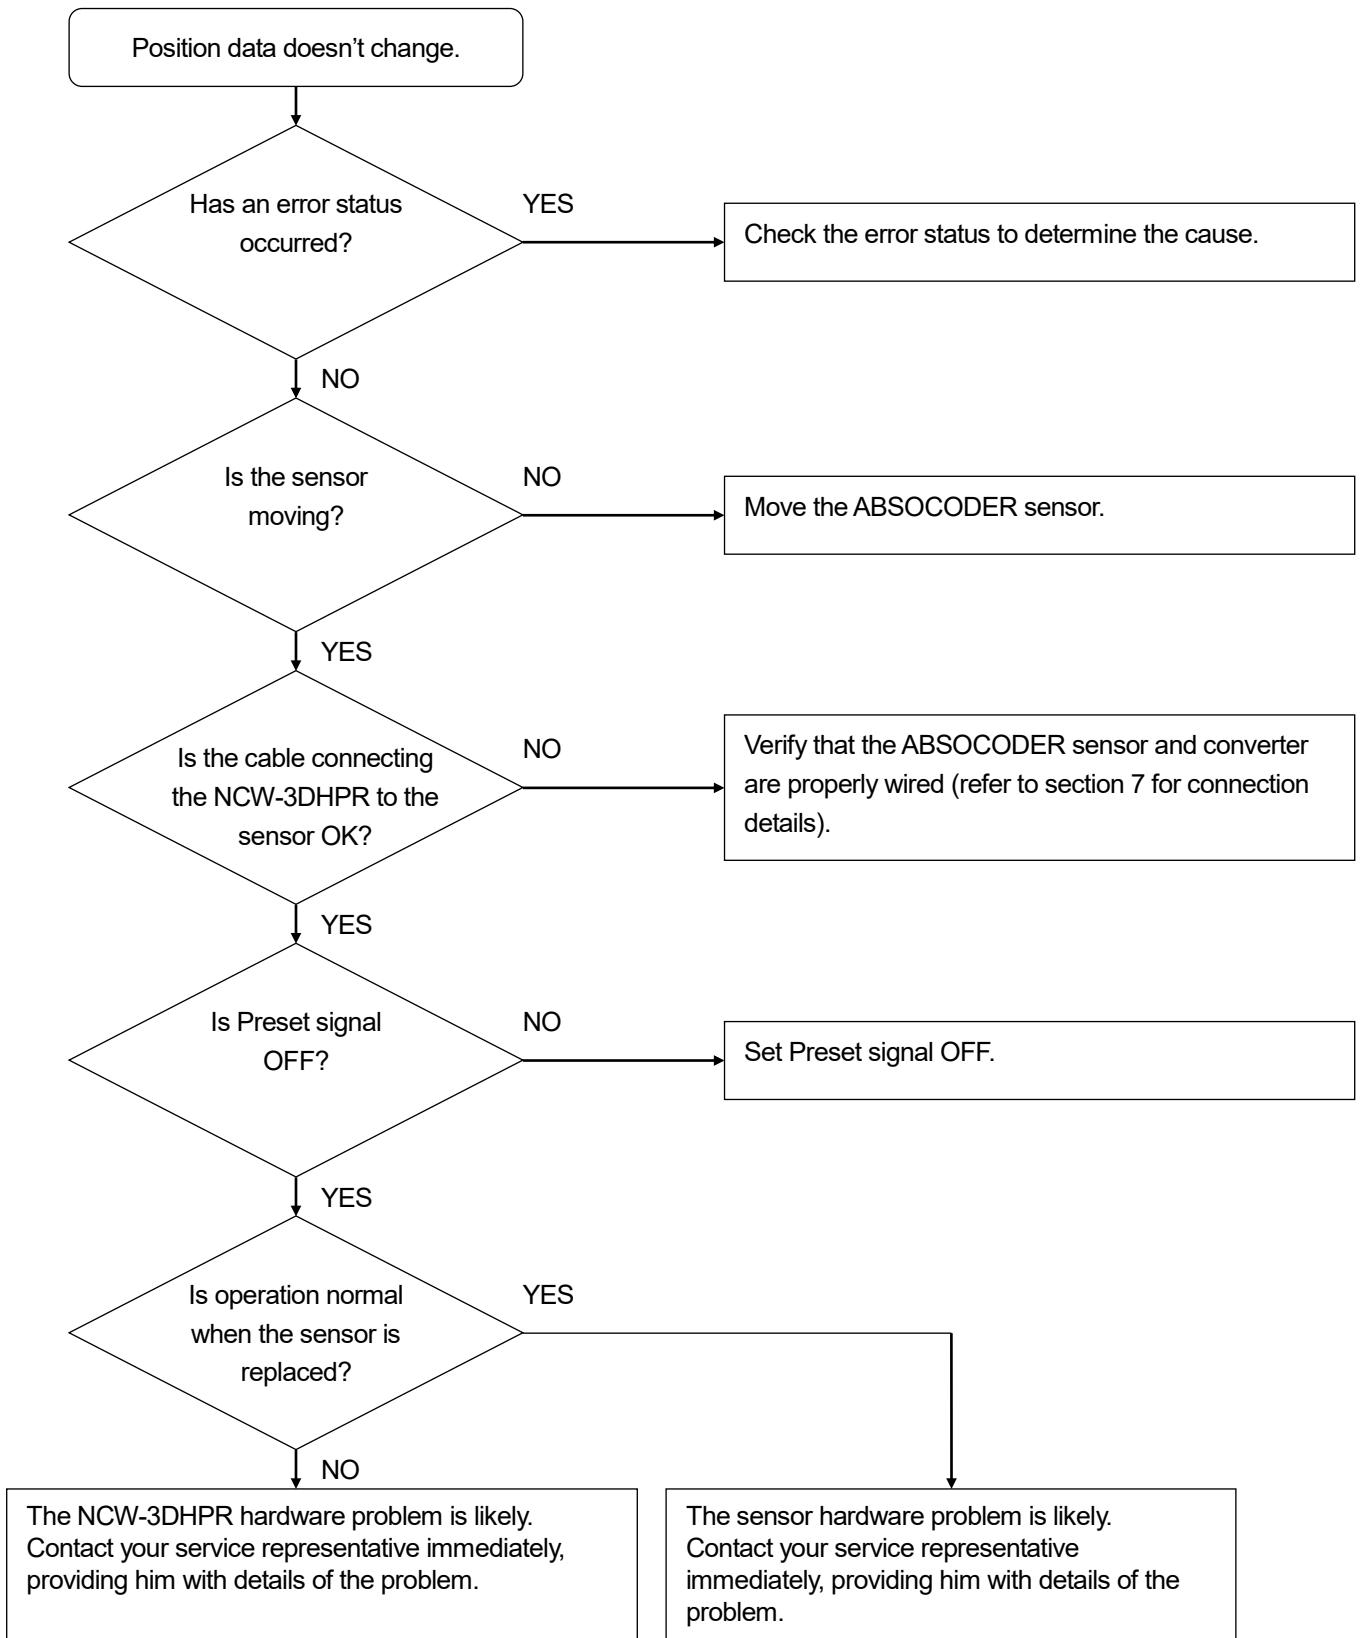 Position data doesn’t change.
Has an error status
occurred?
YES
Check the error status to determine the cause.
NO
Is the sensor
moving?
NO
Move the ABSOCODER sensor.
YES
Is the cable connecting
the NCW-3DHPR to the
sensor OK?
NO
Verify that the ABSOCODER sensor and converter
are properly wired (refer to section 7 for connection
details).
YES
Is Preset signal
OFF?
NO
Set Preset signal OFF.
YES
Is operation normal
when the sensor is
replaced?
YES
NO
The NCW-3DHPR hardware problem is likely.
Contact your service representative immediately,
providing him with details of the problem.
The sensor hardware problem is likely.
Contact your service representative
immediately, providing him with details of the
problem.